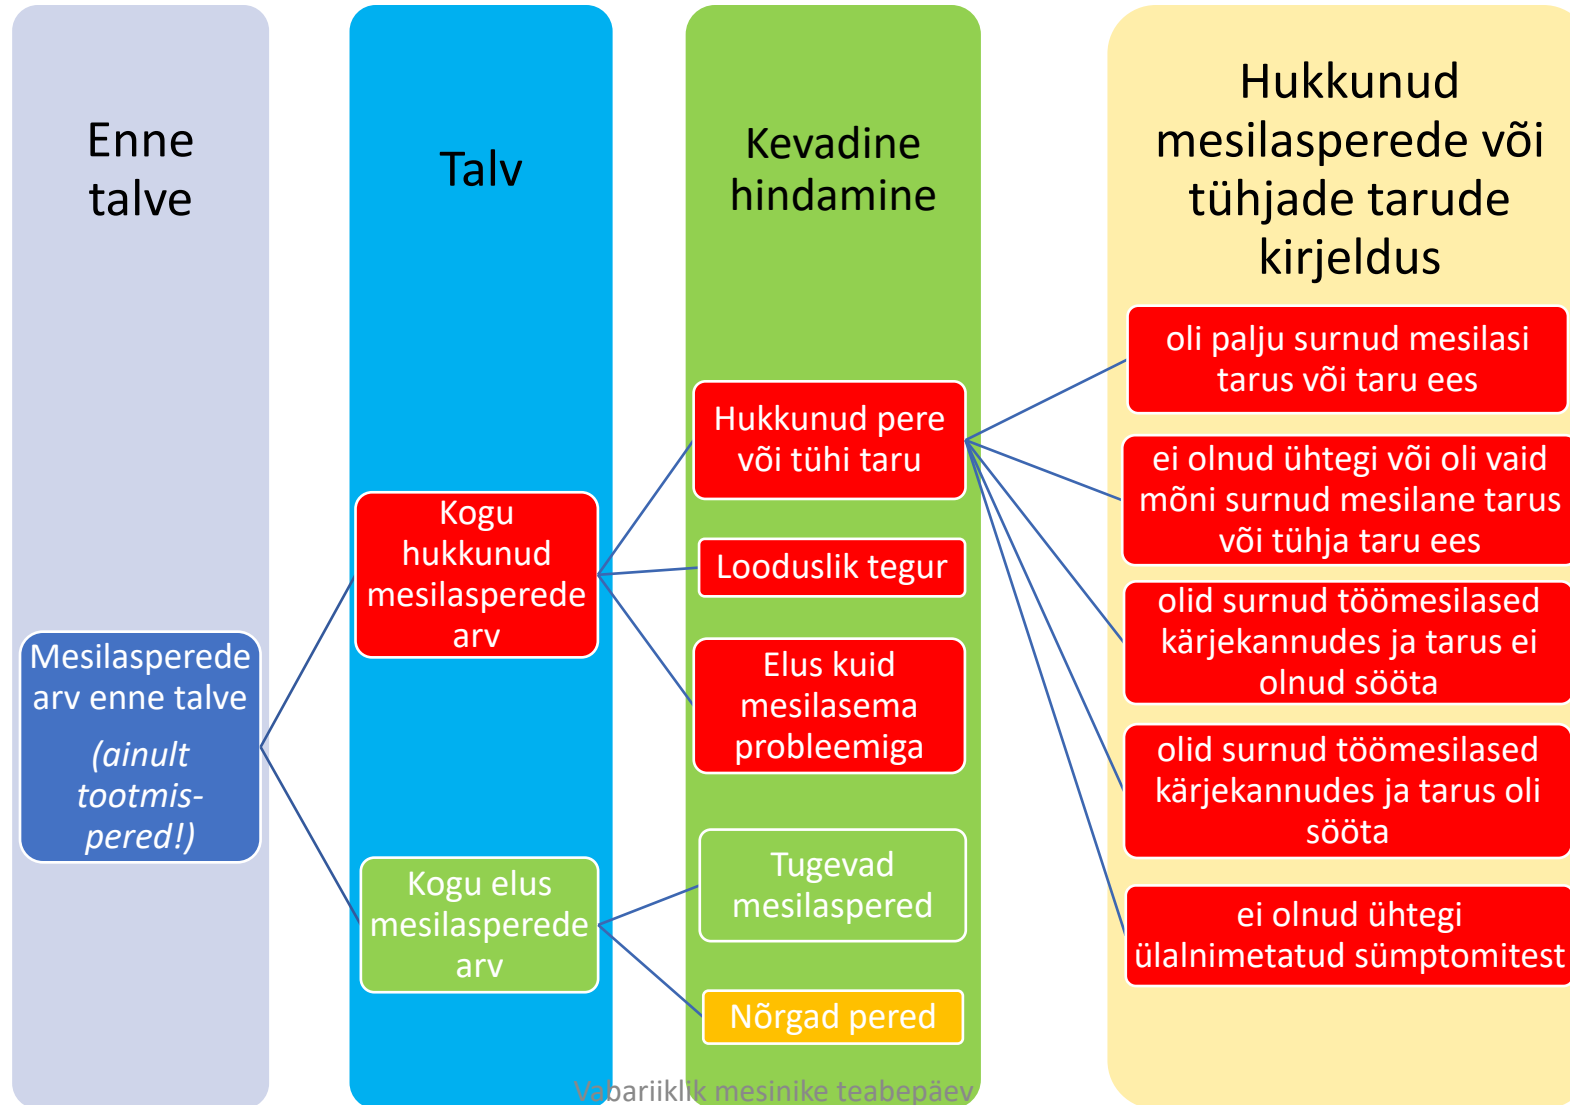 Enne
talve
Mesilasperede
arv enne talve
(ainult
tootmis-
pered!)
Talv
Kogu
hukkunud
mesilasperede
arv
Kogu elus
mesilasperede
arv
Kevadine
hindamine
Hukkunud pere
või tühi taru
Looduslik tegur
Elus kuid
mesilasema
probleemiga
Tugevad
mesilaspered
Nõrgad pered
Hukkunud
mesilasperede või
tühjade tarude
kirjeldus
oli palju surnud mesilasi
tarus või taru ees
ei olnud ühtegi või oli vaid
mõni surnud mesilane tarus
või tühja taru ees
olid surnud töömesilased
kärjekannudes ja tarus ei
olnud sööta
olid surnud töömesilased
kärjekannudes ja tarus oli
sööta
ei olnud ühtegi
ülalnimetatud sümptomitest
Vabariiklik mesinike teabepäev